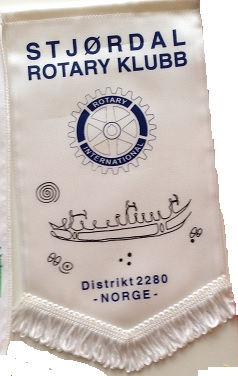 STJØRDAL
ROTARY KLUBB
ROTARY
INTERNATIONAL
Distrikt 2280
-NORGE-